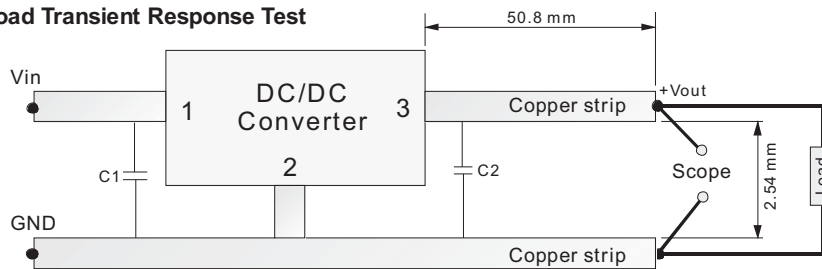 oad Transient Response Test
50.8 mm
Vin
DC/DC
Converter
1
2
3
Copper strip
+Vout
C1
C2
Scope
2.54 mm
Load
GND
Copper strip